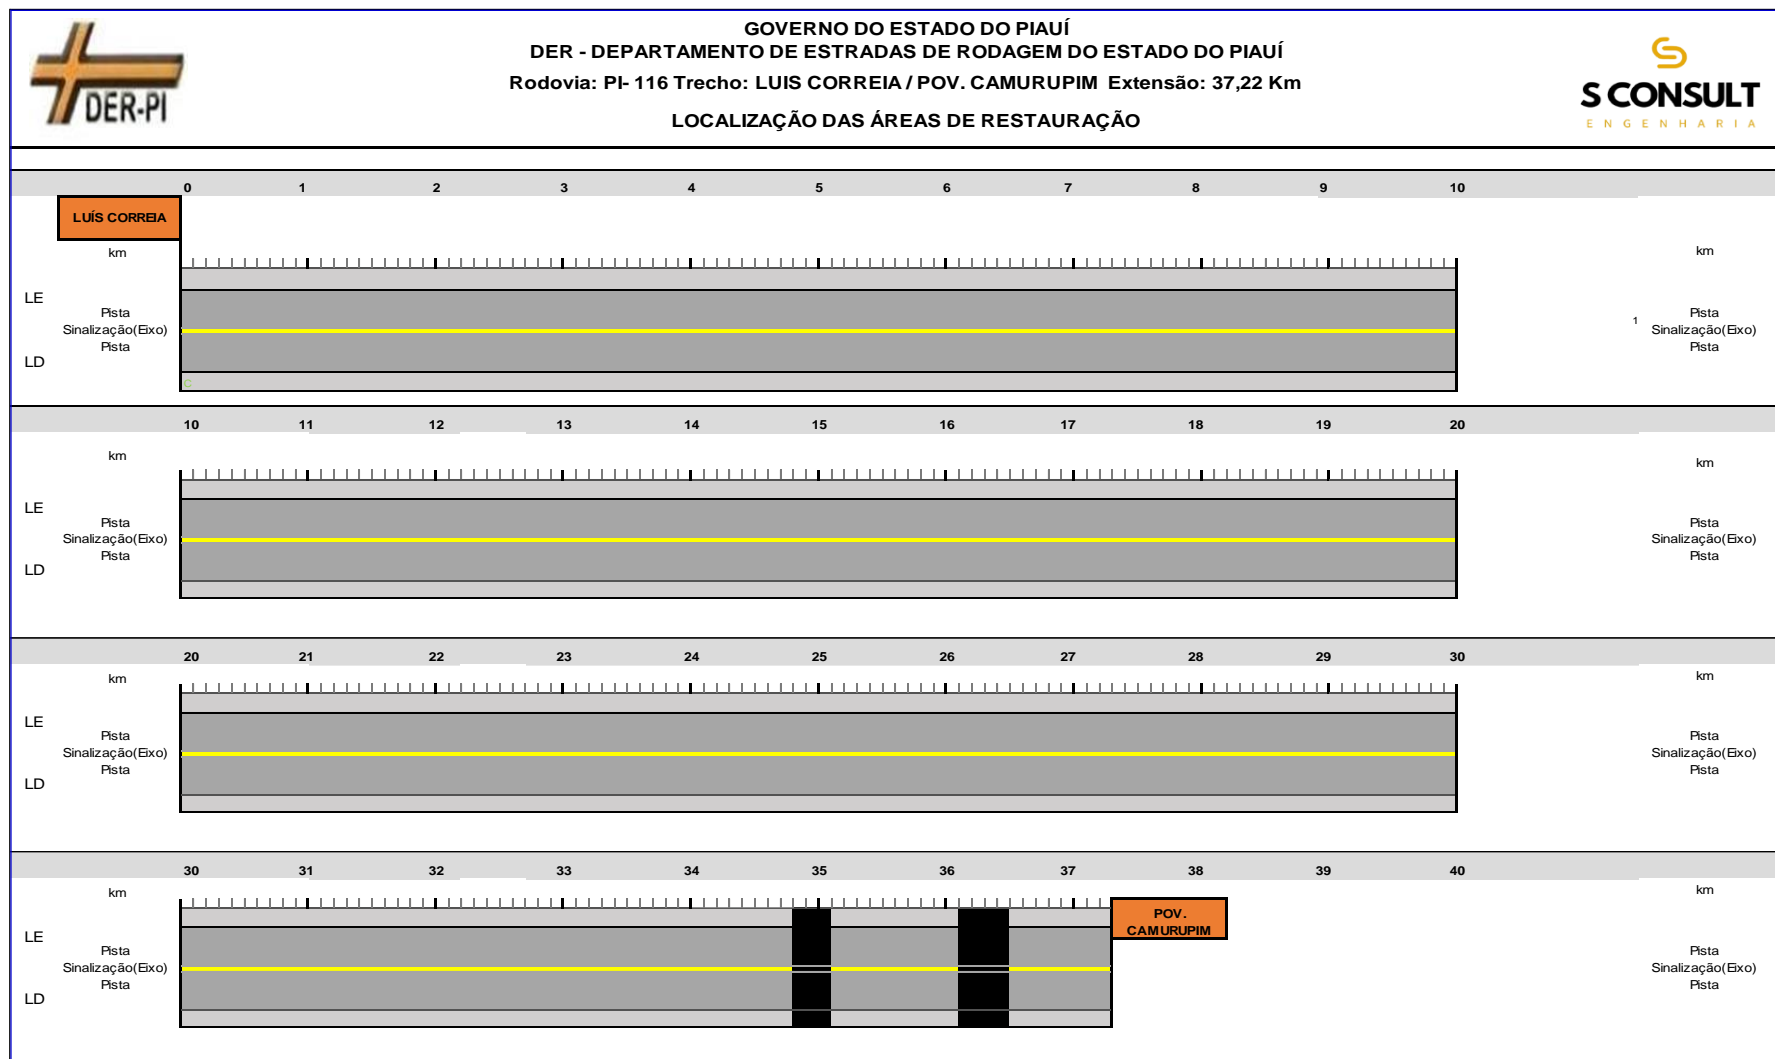 GOVERNO DO ESTADO DO PIAUÍ
DER - DEPARTAMENTO DE ESTRADAS DE RODAGEM DO ESTADO DO PIAUÍ
Rodovia: PI- 116 Trecho: LUIS CORREIA / POV. CAMURUPIM Extensão: 37,22 Km
LOCALIZAÇÃO DAS ÁREAS DE RESTAURAÇÃO
DER-PI
S CONSULT
ENGENHARIA
0 1 2 3 4 5 6 7 8 9 10
LUÍS CORREIA
km km
LE
Pista Pista
Sinalização(Eixo) 1 Sinalização(Eixo)
Pista Pista
LD
C
10 11 12 13 14 15 16 17 18 19 20
km km
LE
Pista Pista
Sinalização(Eixo) Sinalização(Eixo)
Pista Pista
LD
20 21 22 23 24 25 26 27 28 29 30
km km
LE
Pista Pista
Sinalização(Eixo) Sinalização(Eixo)
Pista Pista
LD
30 31 32 33 34 35 36 37 38 39 40
km km
POV.
CAMURUPIM
LE
Pista Pista
Sinalização(Eixo) Sinalização(Eixo)
Pista Pista
LD